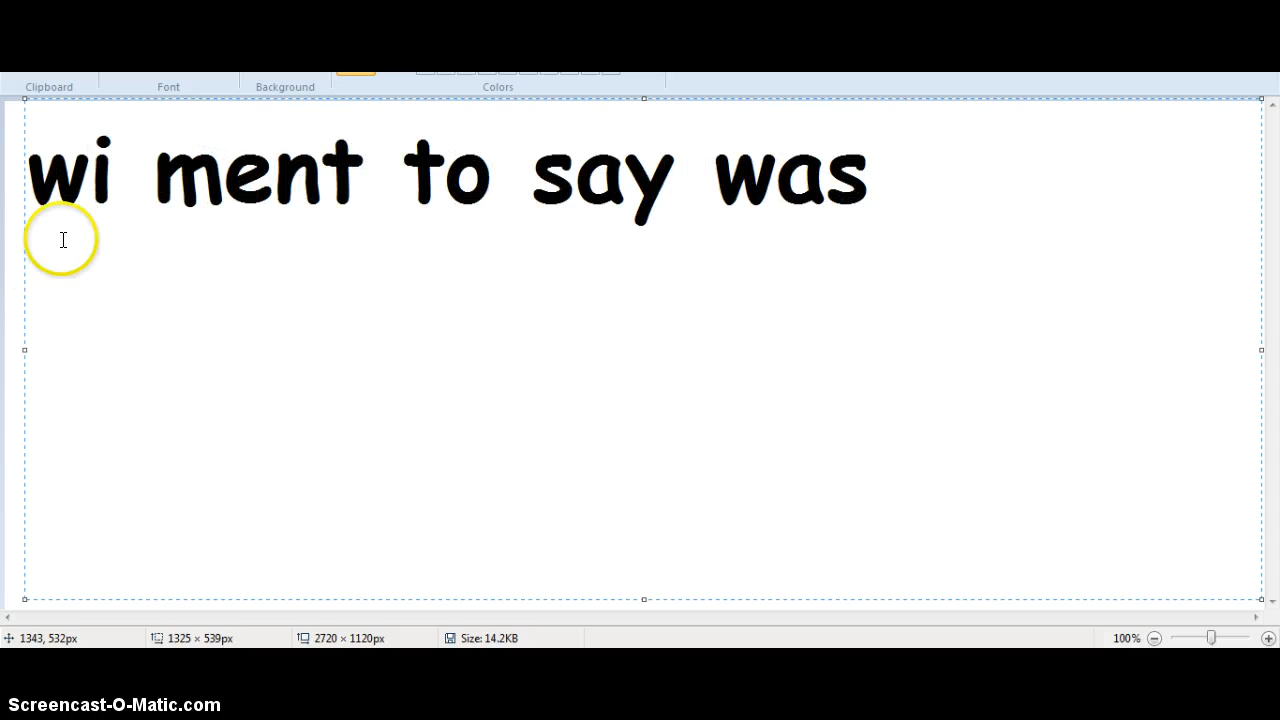 Clipboard Font Background Colors
wi ment to say was
1343, 532px 1325 × 539px 2720 × 1120px Size: 14.2KB 100%
Screencast-O-Matic.com